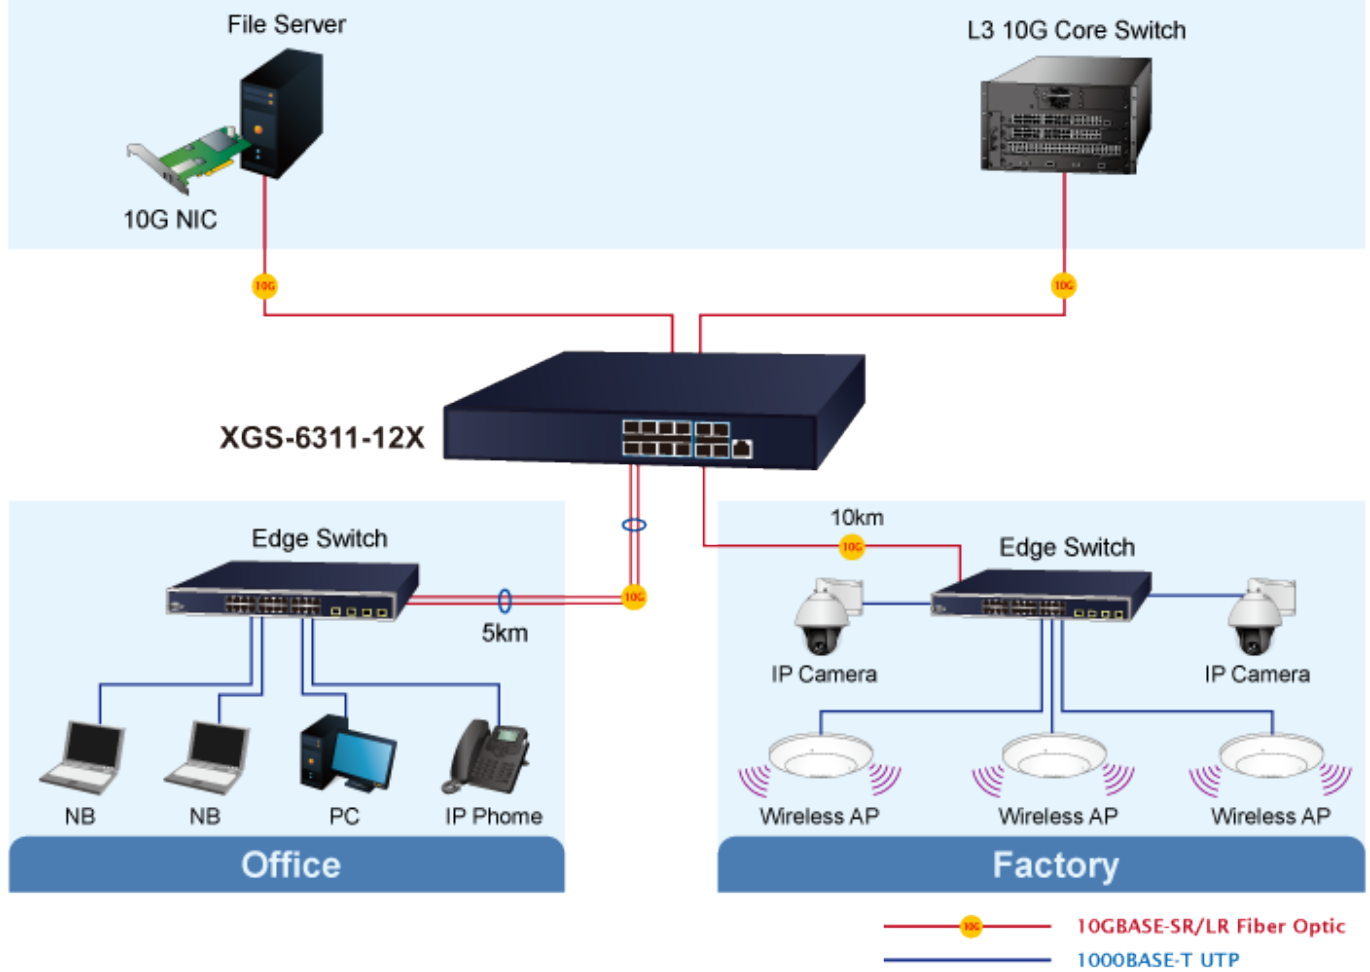 File Server
L3 10G Core Switch
10G NIC
10G
10G
XGS-6311-12X
Edge Switch
10km
10G
Edge Switch
10G
5km
IP Camera
IP Camera
NB
NB
PC
IP Phome
Wireless AP
Wireless AP
Wireless AP
Office
Factory
10G
10GBASE-SR/LR Fiber Optic
1000BASE-T UTP